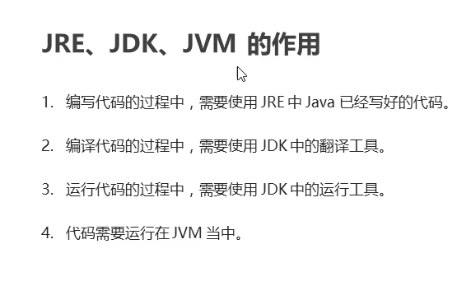 JRE、JDK、JVM 的作用
1. 编写代码的过程中，需要使用 JRE 中 Java 已经写好的代码。
2. 编译代码的过程中，需要使用 JDK 中的翻译工具。
3. 运行代码的过程中，需要使用 JDK 中的运行工具。
4. 代码需要运行在 JVM 当中。